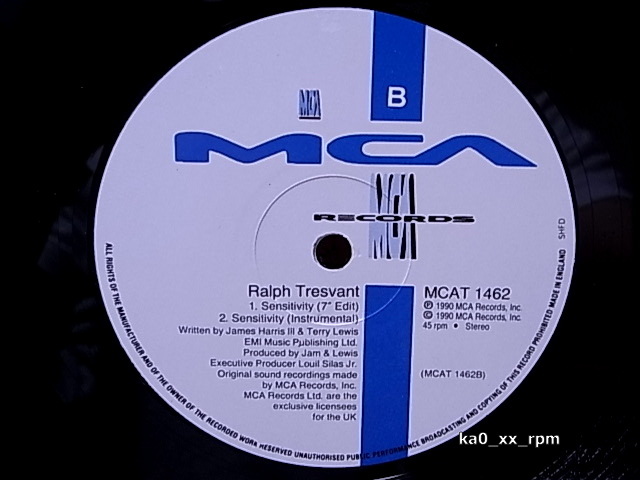 B
MCA
MCA
MCA
RECORDS
SHFD
Ralph Tresvant
1. Sensitivity (7" Edit)
2. Sensitivity (Instrumental)
Written by James Harris III & Terry Lewis
EMI Music Publishing Ltd.
Produced by Jam & Lewis
Executive Producer Louil Silas Jr.
Original sound recordings made
by MCA Records, Inc.
MCA Records Ltd. are the
exclusive licensees
for the UK
MCAT 1462
℗ 1990 MCA Records, Inc.
© 1990 MCA Records, Inc.
45 rpm • Stereo
(MCAT 1462B)
ALL RIGHTS OF THE MANUFACTURER AND OF THE OWNER OF THE RECORDED WORK RESERVED UNAUTHORISED PUBLIC PERFORMANCE BROADCASTING AND COPYING OF THIS RECORD PROHIBITED MADE IN ENGLAND
ka0_xx_rpm